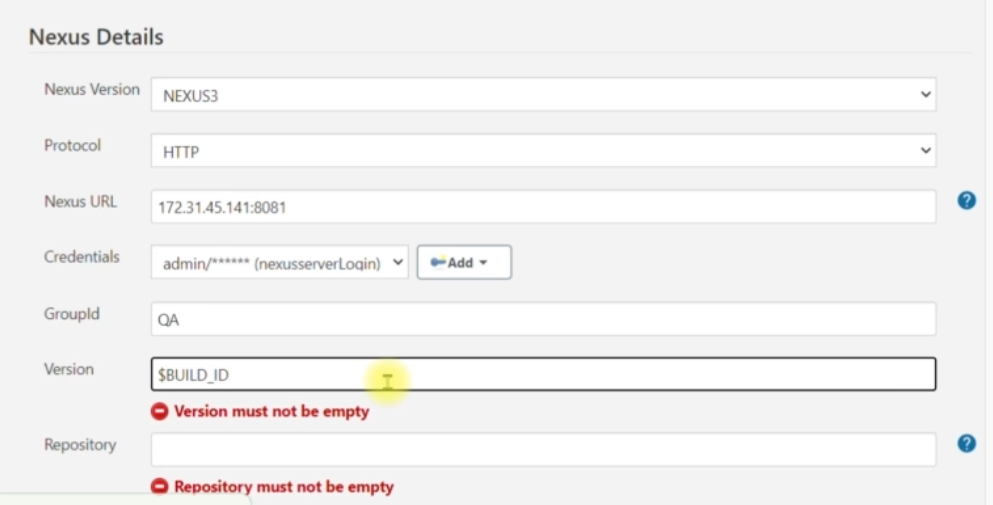 Nexus Details
Nexus Version NEXUS3
Protocol HTTP
Nexus URL 172.31.45.141:8081
Credentials admin/****** (nexusserverLogin) Add
GroupId QA
Version $BUILD_ID
Version must not be empty
Repository
Repository must not be empty